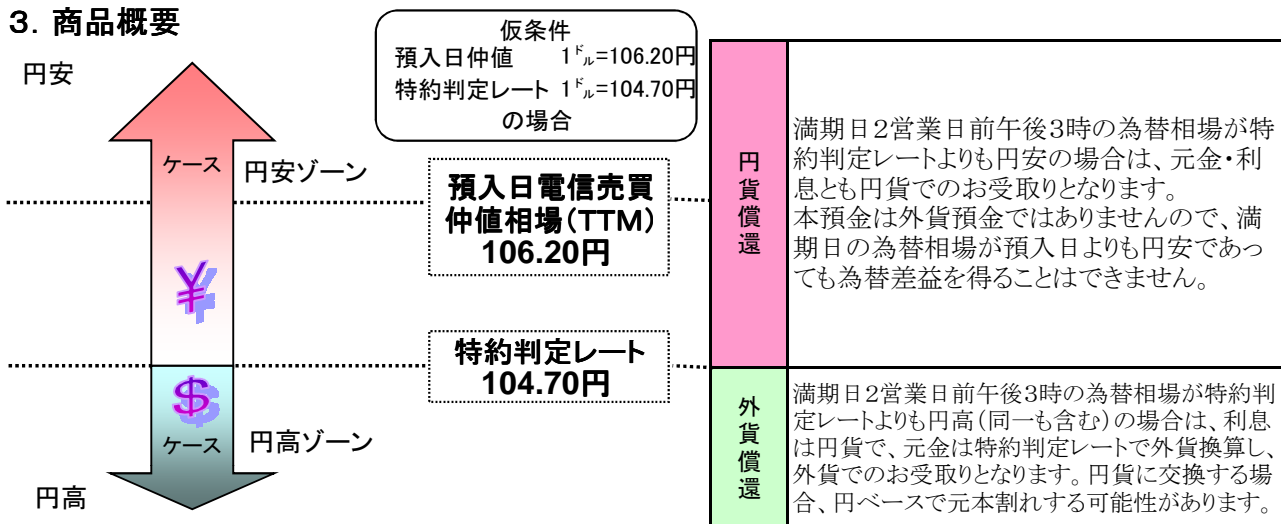 3. 商品概要
仮条件
預入日仲値 1ドル=106.20円
特約判定レート 1ドル=104.70円
の場合
円安
ケース
円安ゾーン
預入日電信売買
仲値相場(TTM)
106.20円
¥
特約判定レート
104.70円
$
ケース
円高ゾーン
円高
円貨償還
満期日2営業日前午後3時の為替相場が特
約判定レートよりも円安の場合は、元金・利
息とも円貨でのお受取りとなります。
本預金は外貨預金ではありませんので、満
期日の為替相場が預入日よりも円安であっ
ても為替差益を得ることはできません。
外貨償還
満期日2営業日前午後3時の為替相場が特約判
定レートよりも円高(同一も含む)の場合は、利息
は円貨で、元金は特約判定レートで外貨換算し、
外貨でのお受取りとなります。円貨に交換する場
合、円ベースで元本割れする可能性があります。